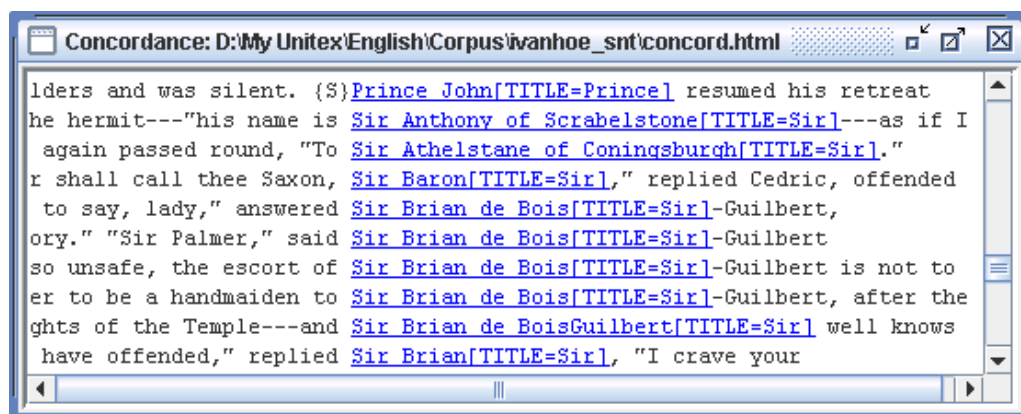 Concordance: D:\My Unitex\English\Corpus\ivanhoe_snt\concord.html
lders and was silent. {S}Prince John[TITLE=Prince] resumed his retreat
he hermit---"his name is Sir Anthony of Scrabelstone[TITLE=Sir]---as if I
again passed round, "To Sir Athelstane of Coningsburgh[TITLE=Sir]."
r shall call thee Saxon, Sir Baron[TITLE=Sir]," replied Cedric, offended
to say, lady," answered Sir Brian de Bois[TITLE=Sir]-Guilbert,
ory." "Sir Palmer," said Sir Brian de Bois[TITLE=Sir]-Guilbert
so unsafe, the escort of Sir Brian de Bois[TITLE=Sir]-Guilbert is not to
er to be a handmaiden to Sir Brian de Bois[TITLE=Sir]-Guilbert, after the
ghts of the Temple---and Sir Brian de BoisGuilbert[TITLE=Sir] well knows
have offended," replied Sir Brian[TITLE=Sir], "I crave your